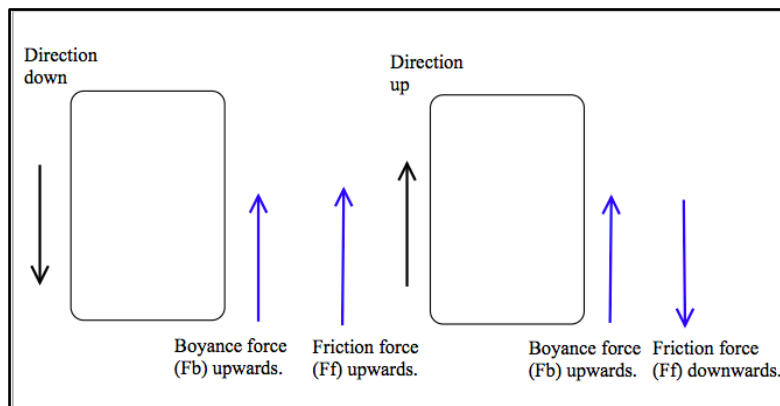 Direction
down
Direction
up
Boyance force
(Fb) upwards.
Friction force
(Ff) upwards.
Boyance force
(Fb) upwards.
Friction force
(Ff) downwards.